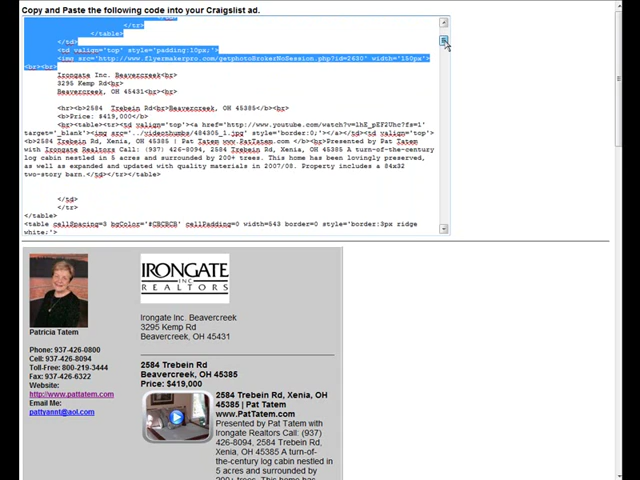 Copy and Paste the following code into your Craigslist ad.
</tr>
</table>
</td>
<td valign='top' style='padding:10px;'>
<img src='http://www.flyermakerpro.com/getphotoBrokerNoSession.php?id=2630' width='150px'>
<br><br>
Irongate Inc. Beavercreek<br>
3295 Kemp Rd<br>
Beavercreek, OH 45431<br><br>
<hr><b>2584 Trebein Rd<br>Beavercreek, OH 45385</b><br>
<b>Price: $419,000</b>
<br><table><tr><td valign='top'><a href='http://www.youtube.com/watch?v=lhE_pEF2Uhc?fs=1'
target='_blank'><img src='../videothumbs/484305_1.jpg' style='border:0;'></a></td><td valign='top'>
<b>2584 Trebein Rd, Xenia, OH 45385 | Pat Tatem www.PatTatem.com </b><br>Presented by Pat Tatem
with Irongate Realtors Call: (937) 426-8094, 2584 Trebein Rd, Xenia, OH 45385 A turn-of-the-century
log cabin nestled in 5 acres and surrounded by 200+ trees. This home has been lovingly preserved,
as well as expanded and updated with quality materials in 2007/08. Property includes a 84x32
two-story barn.</td></tr></table>
</td>
</tr>
</table>
<table cellSpacing=3 bgColor='#CBCBCB' cellPadding=0 width=543 border=0 style='border:3px ridge
white;'>
IRONGATE
INC
REALTORS
Patricia Tatem
Phone: 937-426-0800
Cell: 937-426-8094
Toll-Free: 800-219-3444
Fax: 937-426-6322
Website:
http://www.pattatem.com
Email Me:
pattyannt@aol.com
Irongate Inc. Beavercreek
3295 Kemp Rd
Beavercreek, OH 45431
2584 Trebein Rd
Beavercreek, OH 45385
Price: $419,000
2584 Trebein Rd, Xenia, OH
45385 | Pat Tatem
www.PatTatem.com
Presented by Pat Tatem with
Irongate Realtors Call: (937)
426-8094, 2584 Trebein Rd,
Xenia, OH 45385 A turn-of-
the-century log cabin nestled in
5 acres and surrounded by
200+ trees. This home has